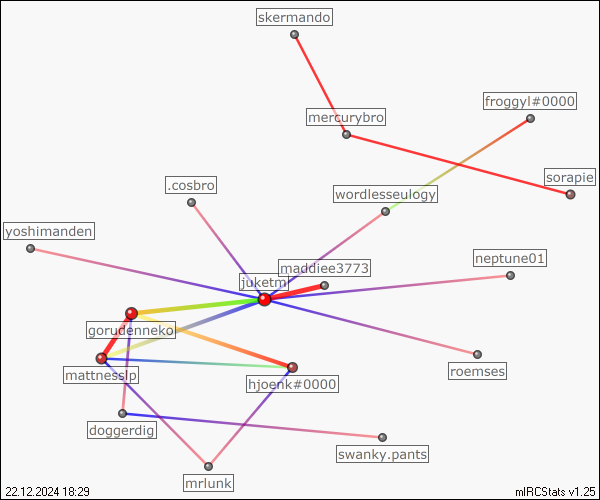 skermando
froggyl#0000
mercurybro
sorapie
.cosbro
wordlesseulogy
yoshimanden
neptune01
maddiee3773
juketm
gorudenneko
roemses
mattnesslp
hjoenk#0000
doggerdig
swanky.pants
mrlunk
22.12.2024 18:29
mIRCStats v1.25